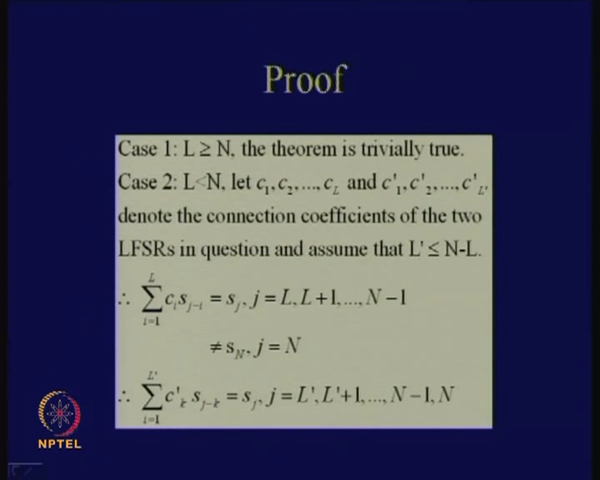 Proof
Case 1: L ≥ N, the theorem is trivially true.
Case 2: L<N, let c₁,c₂,...,c_L and c'₁,c'₂,...,c'_L'
denote the connection coefficients of the two
LFSRs in question and assume that L' ≤ N-L.
∴ ∑_{i=1}^{L} c_i s_{j-i} = s_j, j = L, L+1,..., N-1
≠ s_N, j = N
∴ ∑_{i=1}^{L'} c'_k s_{j-k} = s_j, j = L', L'+1,..., N-1, N
NPTEL